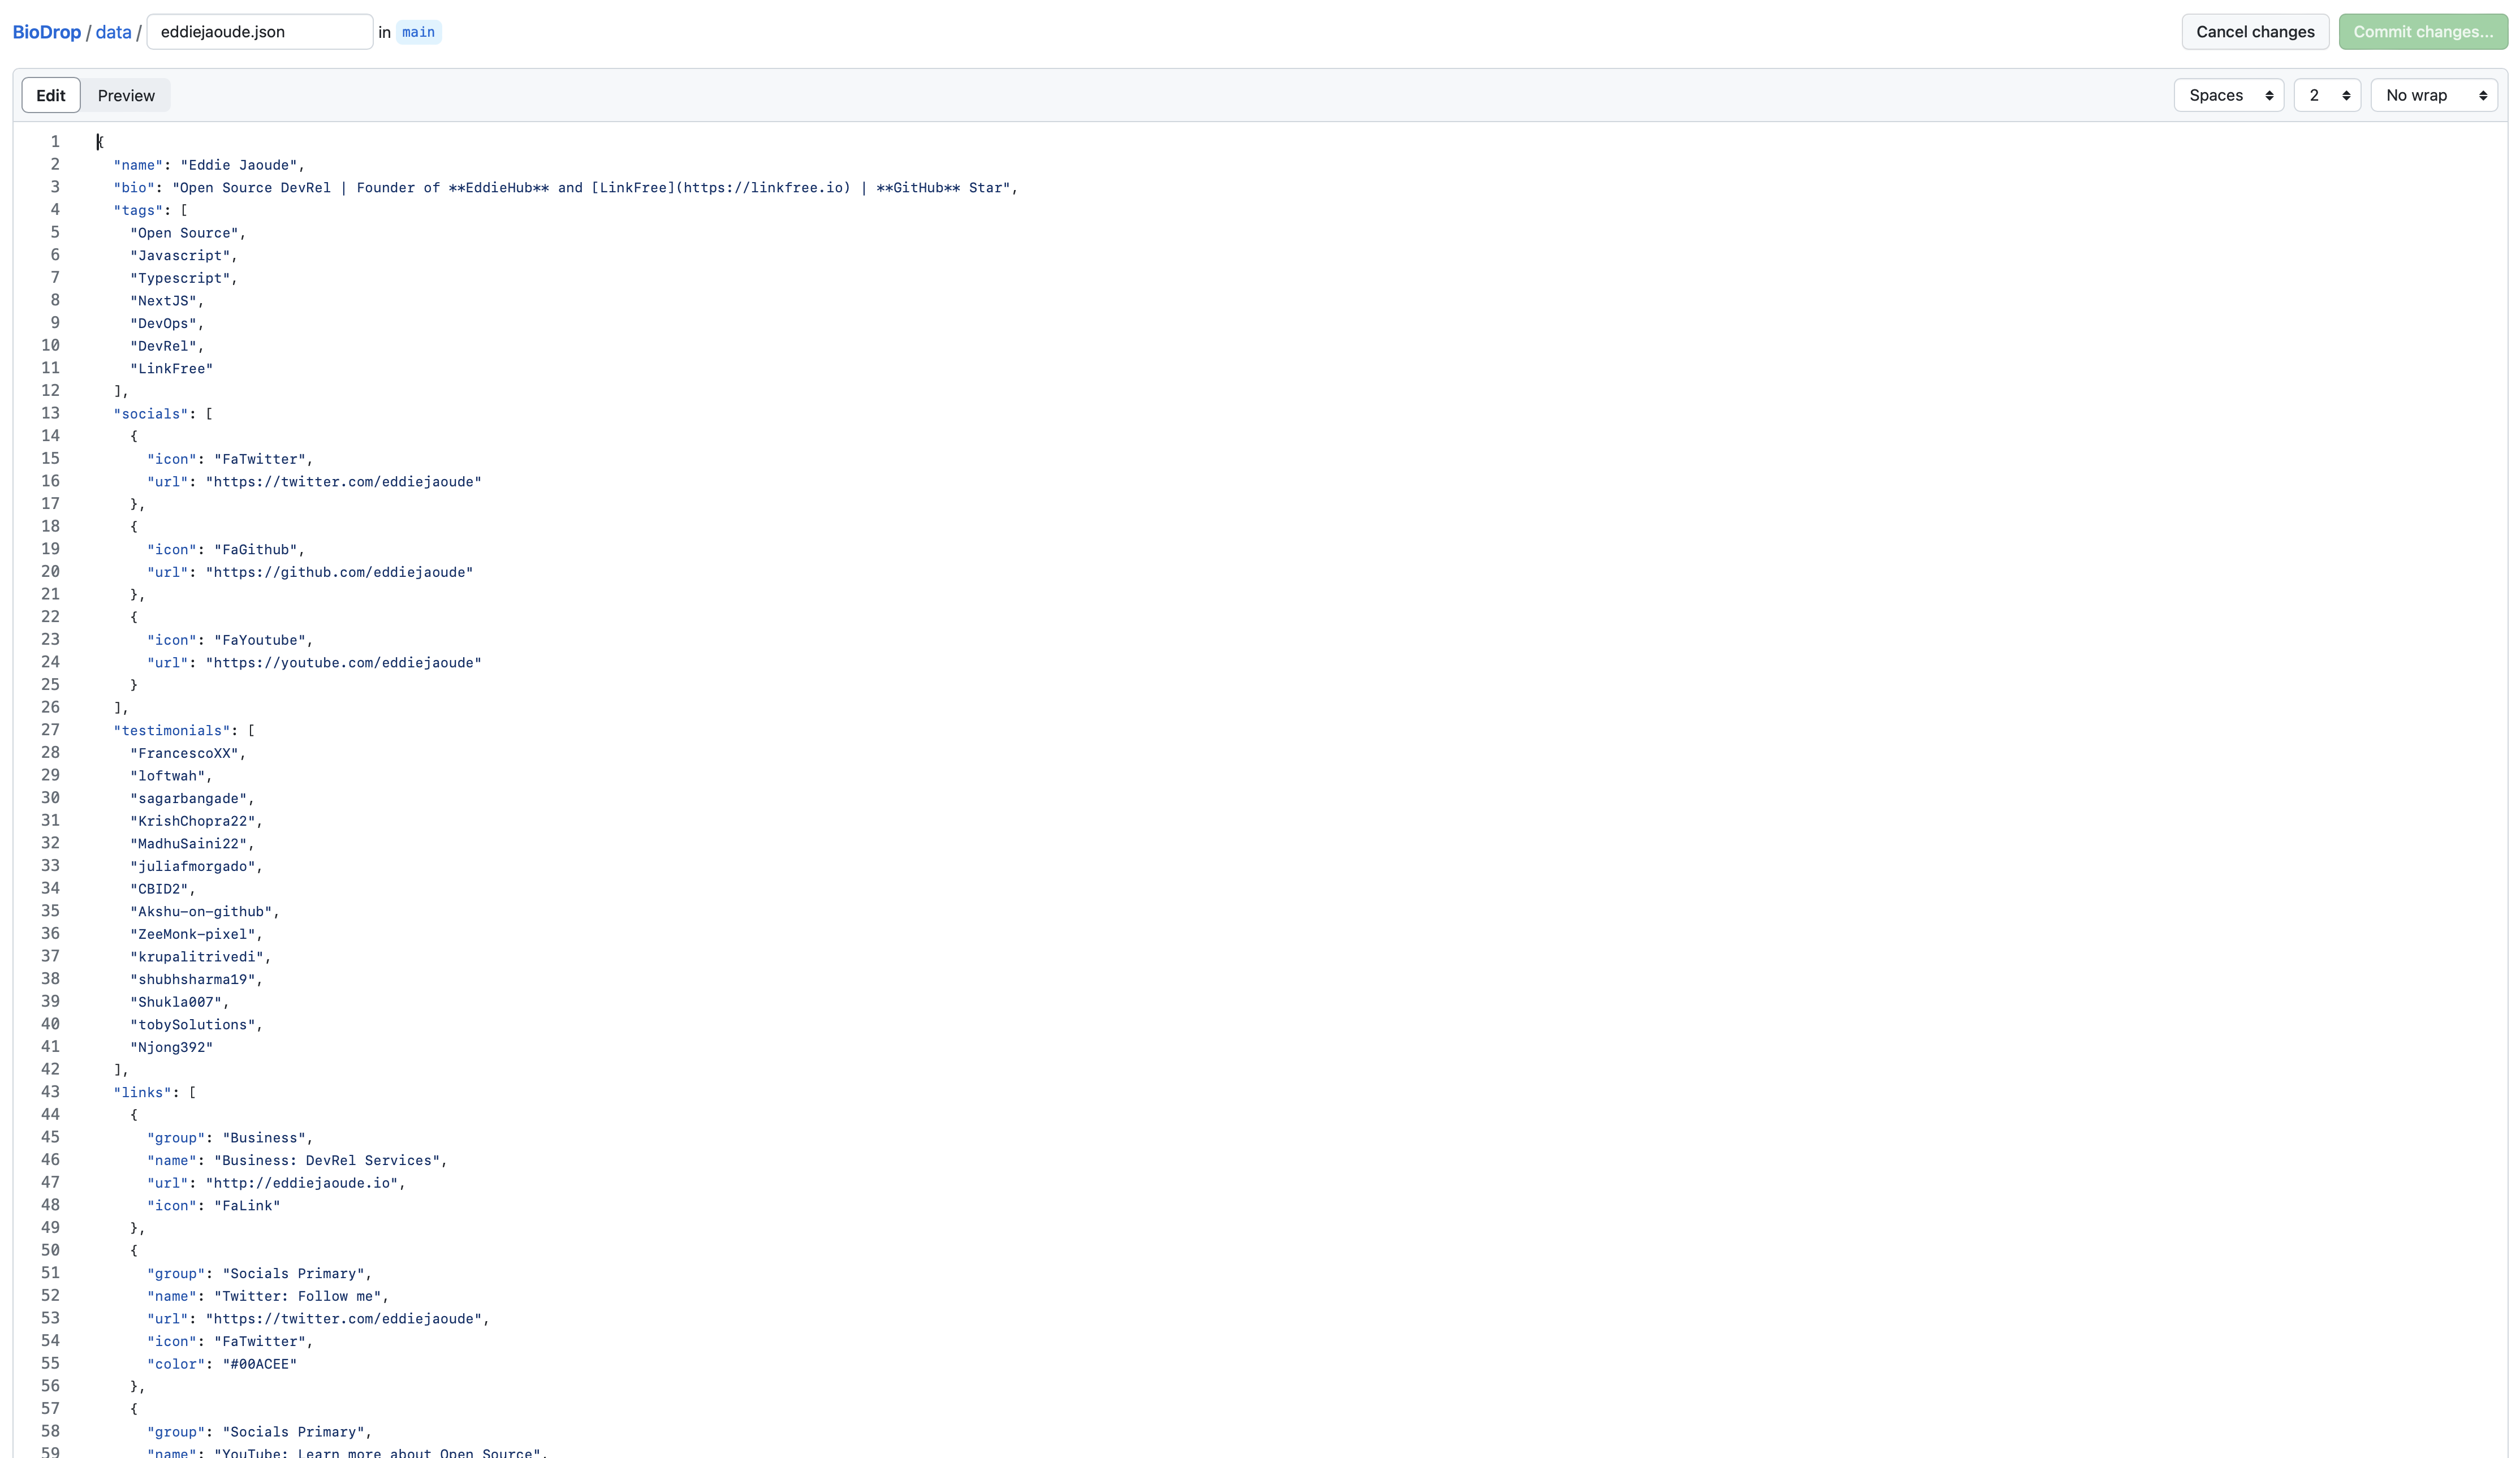 BioDrop / data / eddiejaoude.json in main Cancel changes Commit changes...
Edit Preview Spaces 2 No wrap
1 {
2 "name": "Eddie Jaoude",
3 "bio": "Open Source DevRel | Founder of **EddieHub** and [LinkFree](https://linkfree.io) | **GitHub** Star",
4 "tags": [
5 "Open Source",
6 "Javascript",
7 "Typescript",
8 "NextJS",
9 "DevOps",
10 "DevRel",
11 "LinkFree"
12 ],
13 "socials": [
14 {
15 "icon": "FaTwitter",
16 "url": "https://twitter.com/eddiejaoude"
17 },
18 {
19 "icon": "FaGithub",
20 "url": "https://github.com/eddiejaoude"
21 },
22 {
23 "icon": "FaYoutube",
24 "url": "https://youtube.com/eddiejaoude"
25 }
26 ],
27 "testimonials": [
28 "FrancescoXX",
29 "loftwah",
30 "sagarbangade",
31 "KrishChopra22",
32 "MadhuSaini22",
33 "juliafmorgado",
34 "CBID2",
35 "Akshu-on-github",
36 "ZeeMonk-pixel",
37 "krupalitrivedi",
38 "shubhsharma19",
39 "Shukla007",
40 "tobySolutions",
41 "Njong392"
42 ],
43 "links": [
44 {
45 "group": "Business",
46 "name": "Business: DevRel Services",
47 "url": "http://eddiejaoude.io",
48 "icon": "FaLink"
49 },
50 {
51 "group": "Socials Primary",
52 "name": "Twitter: Follow me",
53 "url": "https://twitter.com/eddiejaoude",
54 "icon": "FaTwitter",
55 "color": "#00ACEE"
56 },
57 {
58 "group": "Socials Primary",
59 "name": "YouTube: Learn more about Open Source",